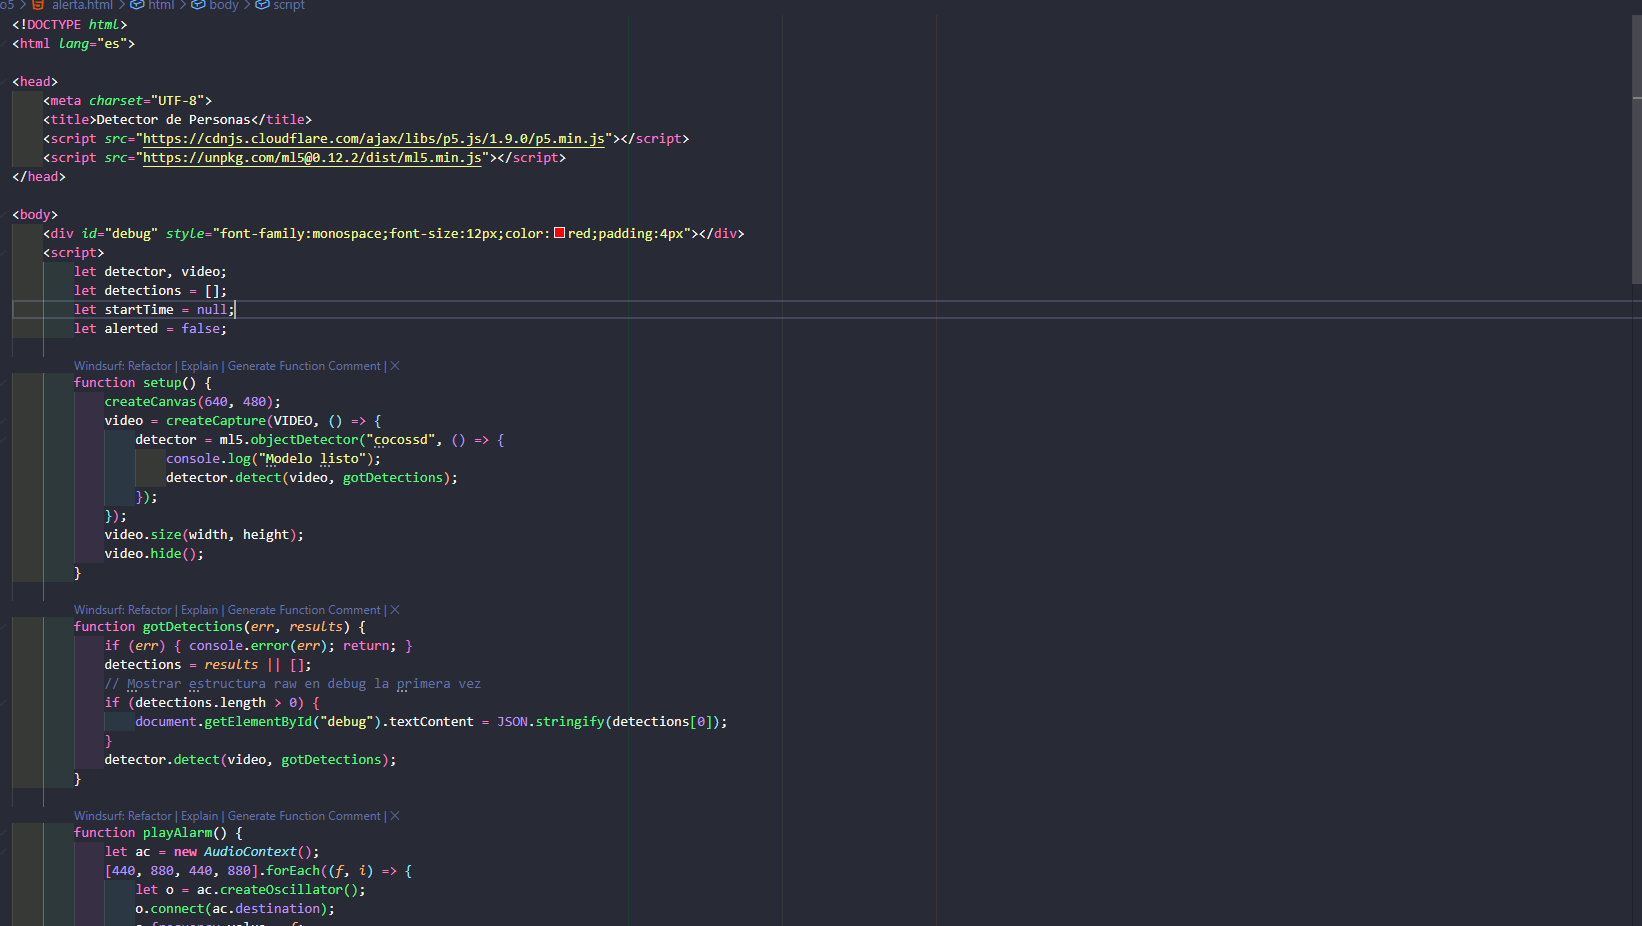 o5 > alerta.html > html > body > script
<!DOCTYPE html>
<html lang="es">
<head>
<meta charset="UTF-8">
<title>Detector de Personas</title>
<script src="https://cdnjs.cloudflare.com/ajax/libs/p5.js/1.9.0/p5.min.js"></script>
<script src="https://unpkg.com/ml5@0.12.2/dist/ml5.min.js"></script>
</head>
<body>
<div id="debug" style="font-family:monospace;font-size:12px;color:red;padding:4px"></div>
<script>
let detector, video;
let detections = [];
let startTime = null;
let alerted = false;
Windsurf: Refactor | Explain | Generate Function Comment | ×
function setup() {
createCanvas(640, 480);
video = createCapture(VIDEO, () => {
detector = ml5.objectDetector("cocossd", () => {
console.log("Modelo listo");
detector.detect(video, gotDetections);
});
});
video.size(width, height);
video.hide();
}
Windsurf: Refactor | Explain | Generate Function Comment | ×
function gotDetections(err, results) {
if (err) { console.error(err); return; }
detections = results || [];
// Mostrar estructura raw en debug la primera vez
if (detections.length > 0) {
document.getElementById("debug").textContent = JSON.stringify(detections[0]);
}
detector.detect(video, gotDetections);
}
Windsurf: Refactor | Explain | Generate Function Comment | ×
function playAlarm() {
let ac = new AudioContext();
[440, 880, 440, 880].forEach((f, i) => {
let o = ac.createOscillator();
o.connect(ac.destination);